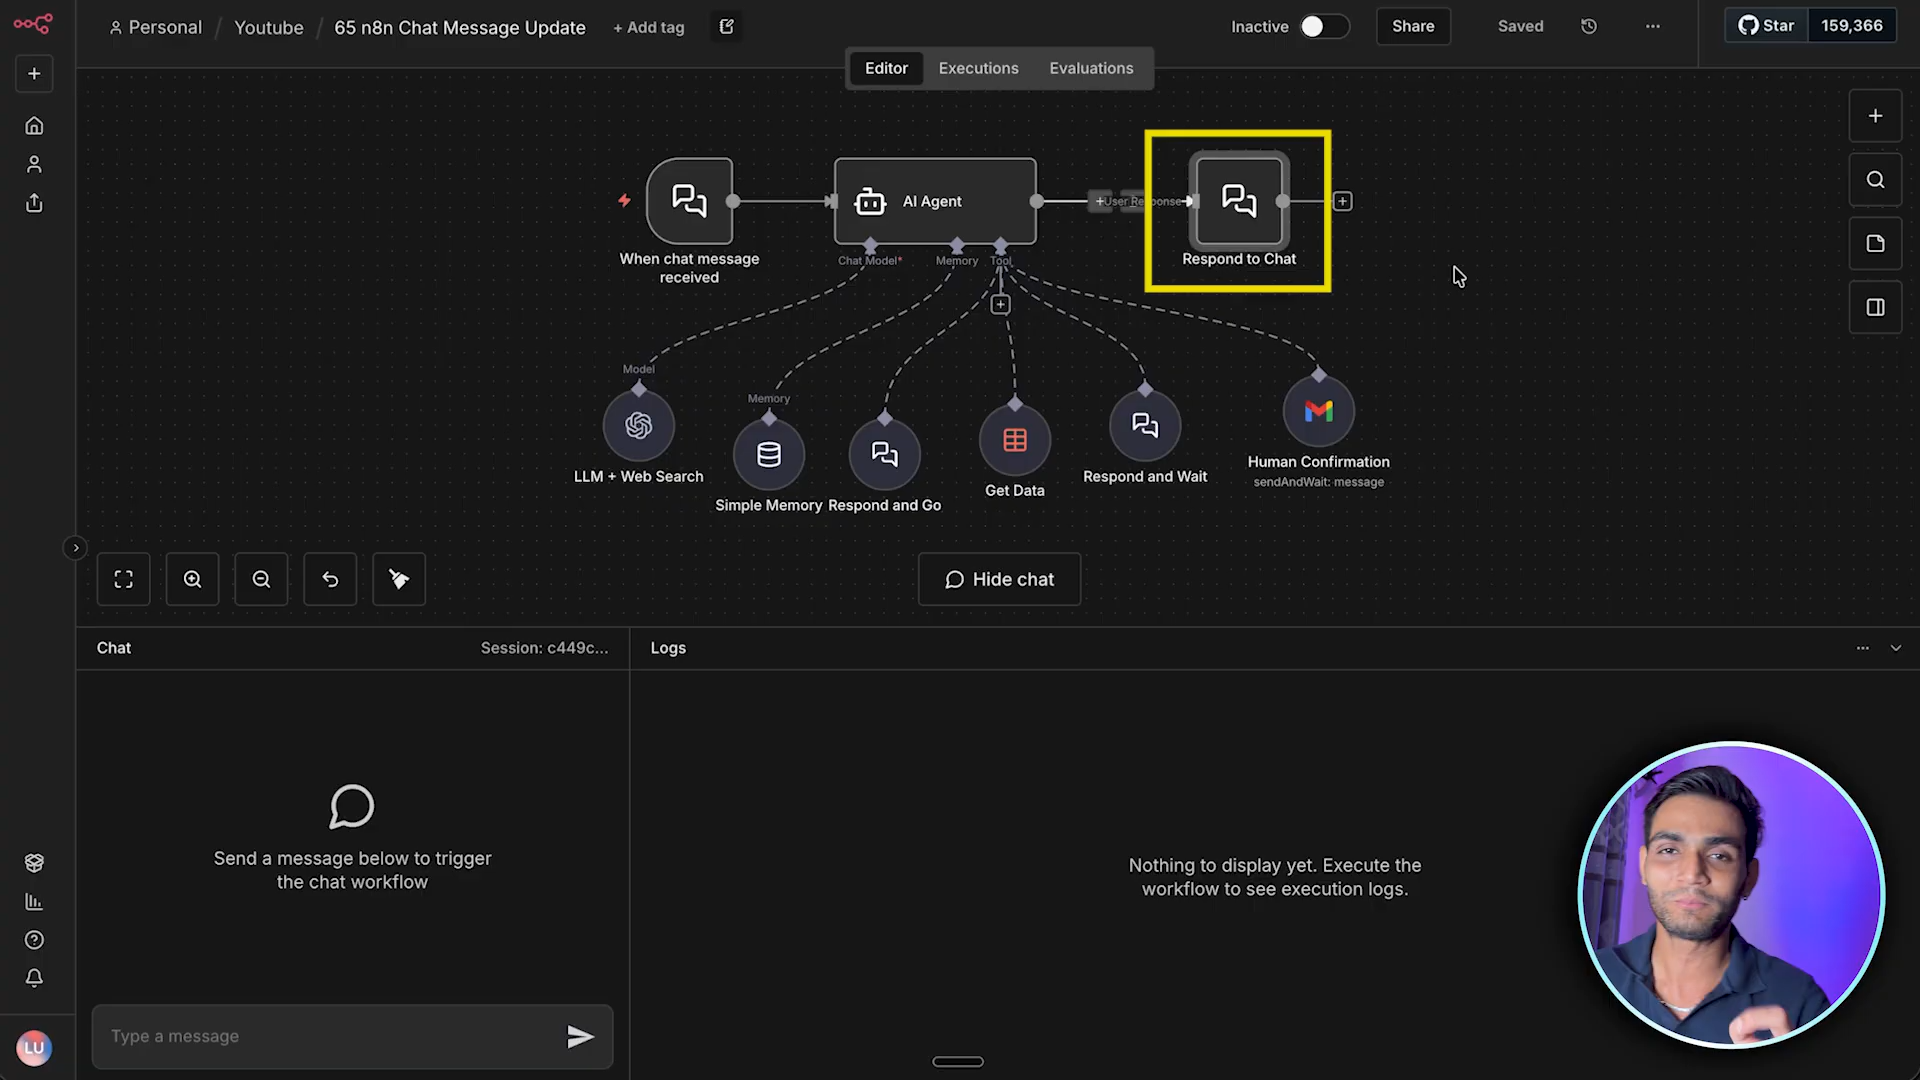 Personal / Youtube / 65 n8n Chat Message Update + Add tag
Inactive
Share
Saved
Star 159,366
Editor Executions Evaluations
When chat message
received
AI Agent
Chat Model*
Memory
Tool
User Response
Respond to Chat
Model
LLM + Web Search
Memory
Simple Memory
Respond and Go
Get Data
Respond and Wait
Human Confirmation
sendAndWait: message
Hide chat
Chat
Session: c449c...
Logs
Send a message below to trigger
the chat workflow
Nothing to display yet. Execute the
workflow to see execution logs.
Type a message
LU